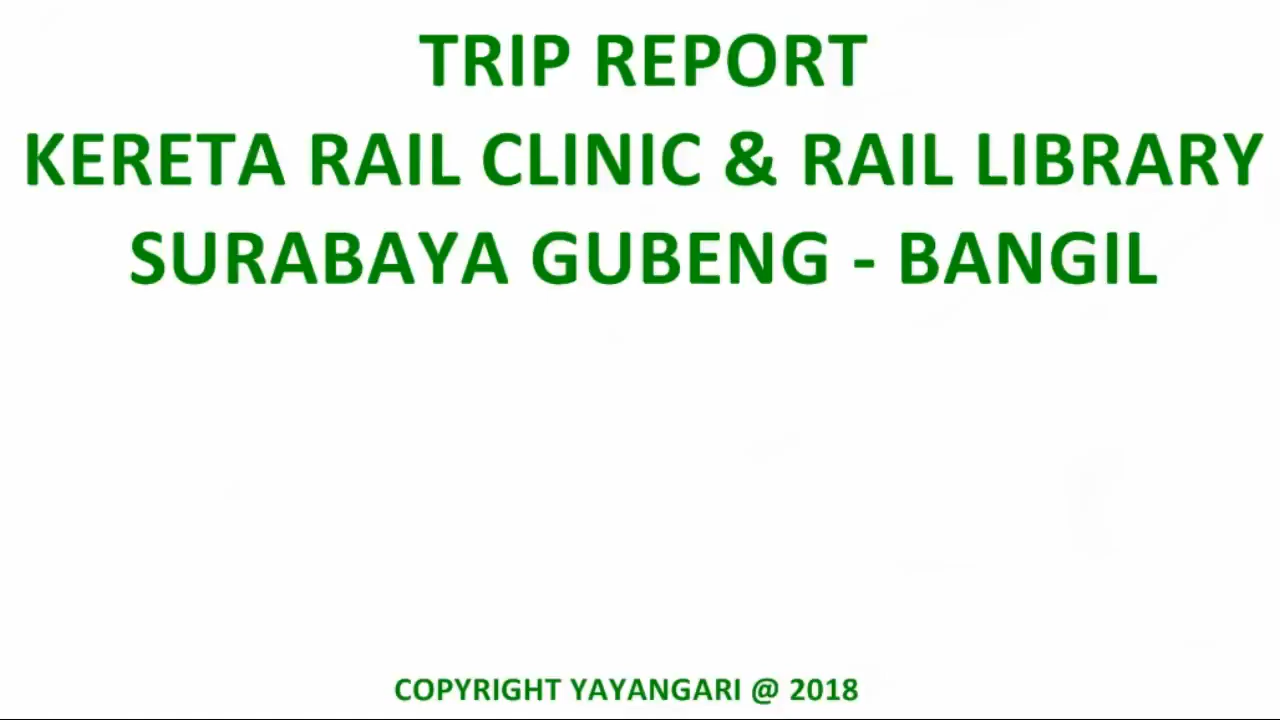 TRIP REPORT
KERETA RAIL CLINIC & RAIL LIBRARY
SURABAYA GUBENG - BANGIL
COPYRIGHT YAYANGARI @ 2018